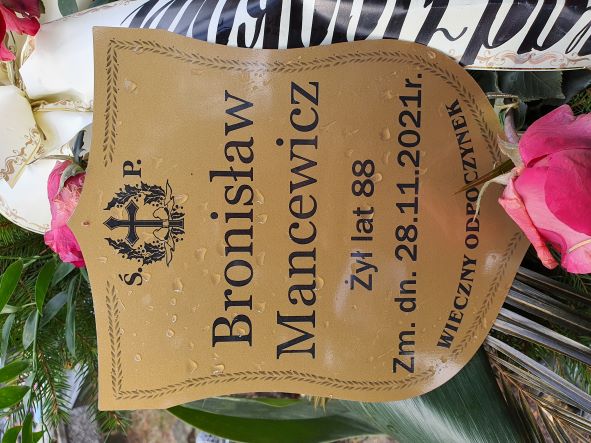 Ś. P.
Bronisław
Mancewicz
Żył lat 88
Zm. dn. 28.11.2021r.
WIECZNY ODPOCZYNEK